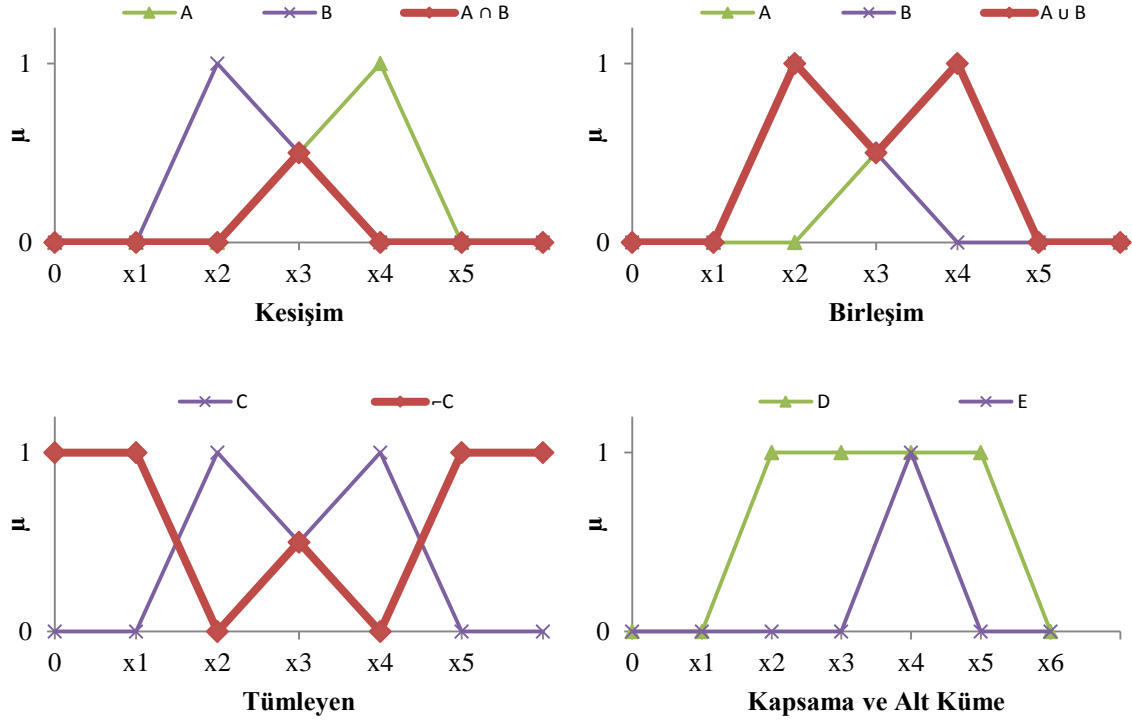 A B A ∩ B
1
µ
0
0 x1 x2 x3 x4 x5
Kesişim
A B A ∪ B
1
µ
0
0 x1 x2 x3 x4 x5
Birleşim
C ⌐C
1
µ
0
0 x1 x2 x3 x4 x5
Tümleyen
D E
1
µ
0
0 x1 x2 x3 x4 x5 x6
Kapsama ve Alt Küme